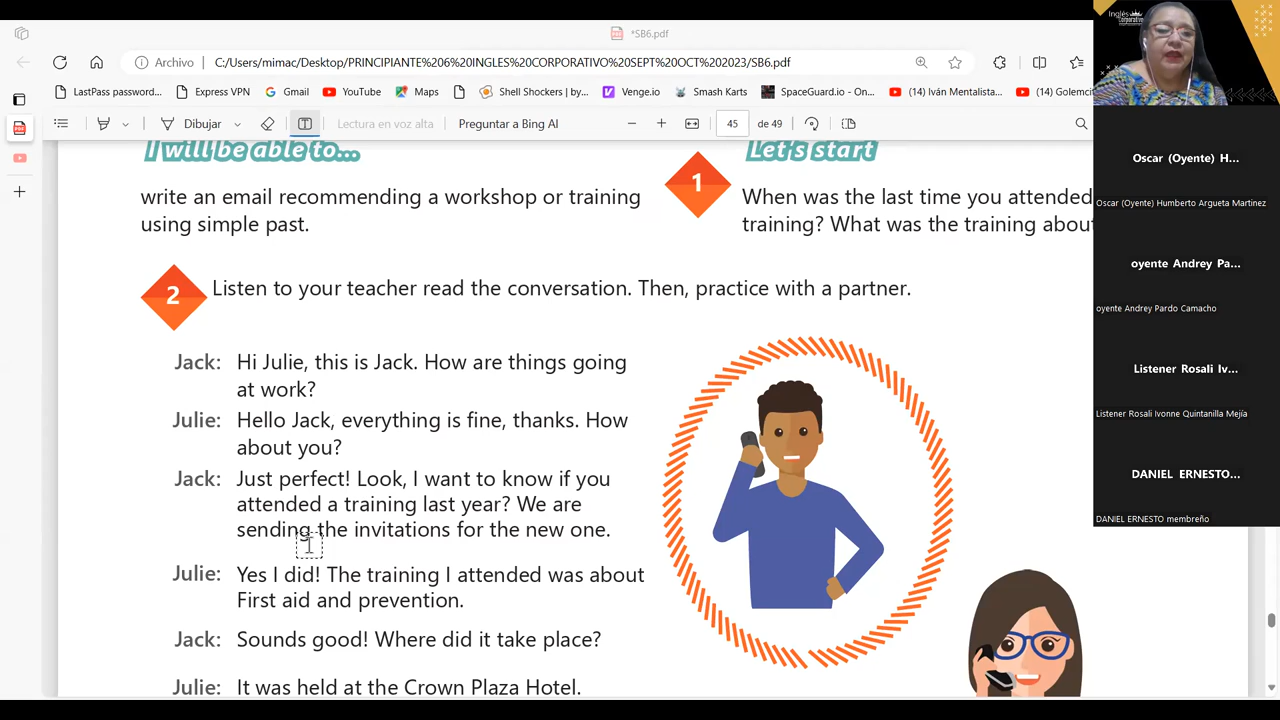 *SB6.pdf
Archivo
C:/Users/mimac/Desktop/PRINCIPIANTE%206%20INGLES%20CORPORATIVO%20SEPT%20OCT%202023/SB6.pdf
LastPass password...
Express VPN
Gmail
YouTube
Maps
Shell Shockers | by...
Venge.io
Smash Karts
SpaceGuard.io - On...
(14) Iván Mentalista...
(14) Golemcit
Dibujar
Lectura en voz alta
Preguntar a Bing AI
45
de 49
I will be able to...
write an email recommending a workshop or training
using simple past.
Let's start
1
When was the last time you attended
training? What was the training about
2
Listen to your teacher read the conversation. Then, practice with a partner.
Jack: Hi Julie, this is Jack. How are things going
at work?
Julie: Hello Jack, everything is fine, thanks. How
about you?
Jack: Just perfect! Look, I want to know if you
attended a training last year? We are
sending the invitations for the new one.
Julie: Yes I did! The training I attended was about
First aid and prevention.
Jack: Sounds good! Where did it take place?
Julie: It was held at the Crown Plaza Hotel.
Inglés
Corporativo
Oscar (Oyente) H...
Oscar (Oyente) Humberto Argueta Martínez
oyente Andrey Pa...
oyente Andrey Pardo Camacho
Listener Rosali Iv...
Listener Rosali Ivonne Quintanilla Mejía
DANIEL ERNESTO...
DANIEL ERNESTO membreño